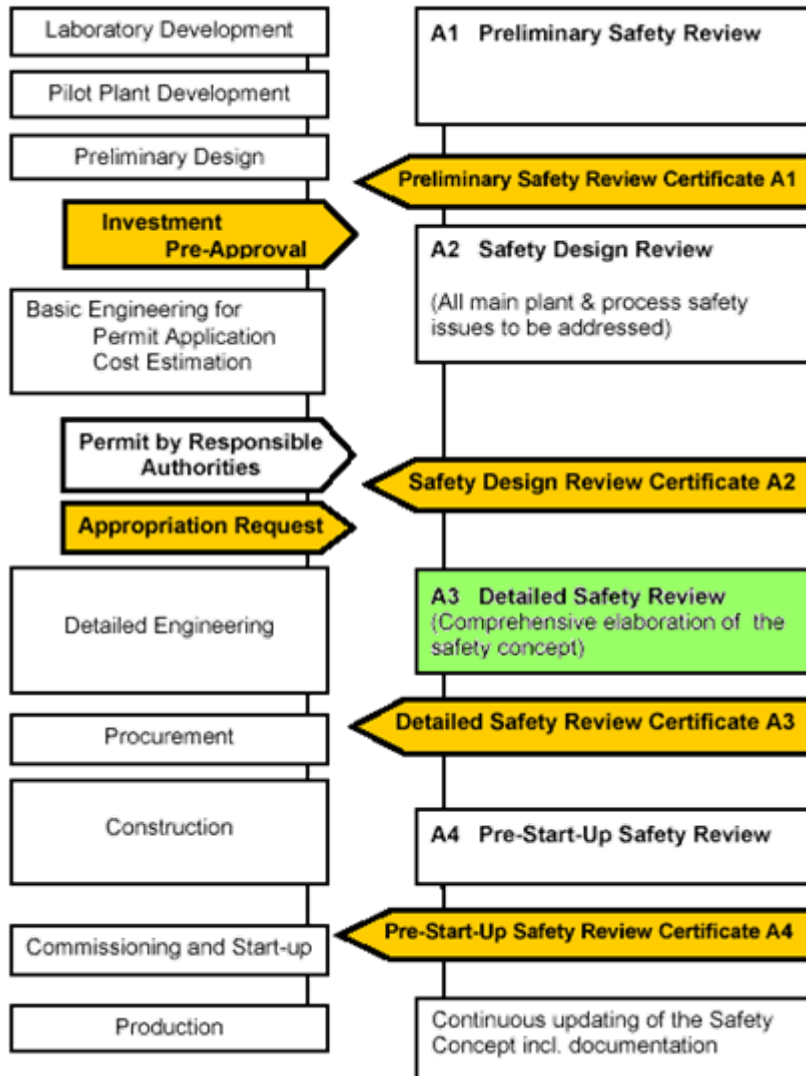 Laboratory Development
Pilot Plant Development
Preliminary Design
Investment
Pre-Approval
Basic Engineering for
Permit Application
Cost Estimation
Permit by Responsible
Authorities
Appropriation Request
Detailed Engineering
Procurement
Construction
Commissioning and Start-up
Production
A1 Preliminary Safety Review
Preliminary Safety Review Certificate A1
A2 Safety Design Review
(All main plant & process safety
issues to be addressed)
Safety Design Review Certificate A2
A3 Detailed Safety Review
(Comprehensive elaboration of the
safety concept)
Detailed Safety Review Certificate A3
A4 Pre-Start-Up Safety Review
Pre-Start-Up Safety Review Certificate A4
Continuous updating of the Safety
Concept incl. documentation